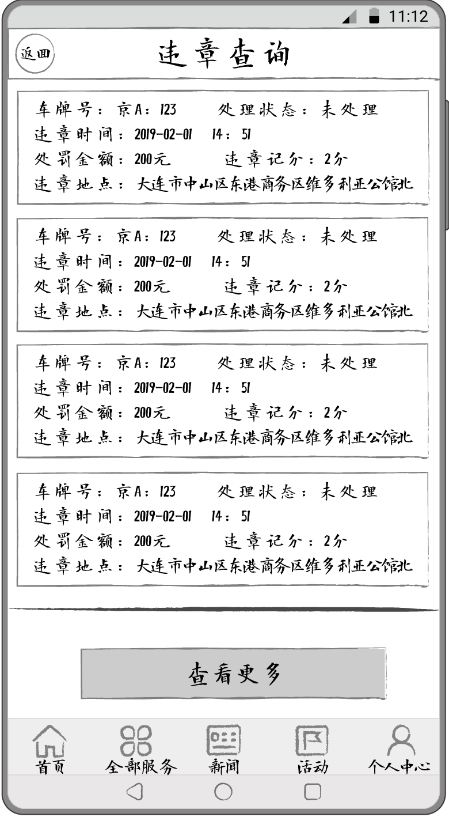 11:12
返回
违章查询
车牌号：京A：123 处理状态：未处理
违章时间：2019-02-01 14：51
处罚金额：200元 违章记分：2分
违章地点：大连市中山区东港商务区维多利亚公馆北
车牌号：京A：123 处理状态：未处理
违章时间：2019-02-01 14：51
处罚金额：200元 违章记分：2分
违章地点：大连市中山区东港商务区维多利亚公馆北
车牌号：京A：123 处理状态：未处理
违章时间：2019-02-01 14：51
处罚金额：200元 违章记分：2分
违章地点：大连市中山区东港商务区维多利亚公馆北
车牌号：京A：123 处理状态：未处理
违章时间：2019-02-01 14：51
处罚金额：200元 违章记分：2分
违章地点：大连市中山区东港商务区维多利亚公馆北
查看更多
首页 全部服务 新闻 活动 个人中心